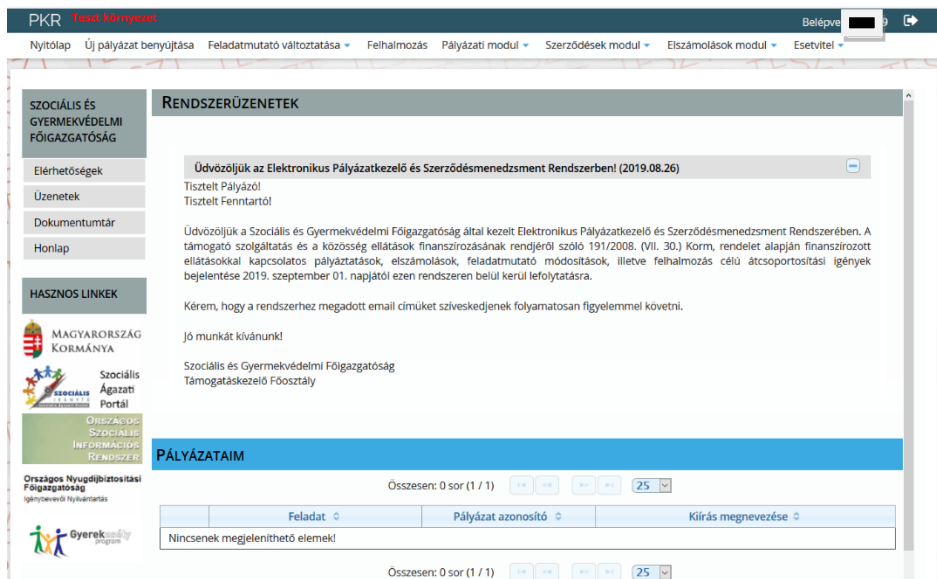 PKR Teszt környezet
Belépve 9
Nyitólap Új pályázat benyújtása Feladatmutató változtatása Felhalmozás Pályázati modul Szerződések modul Elszámolások modul Esetvitel
SZOCIÁLIS ÉS
GYERMEKVÉDELMI
FŐIGAZGATÓSÁG
Elérhetőségek
Üzenetek
Dokumentumtár
Honlap
HASZNOS LINKEK
MAGYARORSZÁG
KORMÁNYA
Szociális
Ágazati
Portál
SZOCIÁLIS
ORSZÁGOS
SZOCIÁLIS
INFORMÁCIÓS
RENDSZER
Országos Nyugdíjbiztosítási
Főigazgatóság
Igénybevevői Nyilvántartás
Gyerekesély
program
RENDSZERÜZENETEK
Üdvözöljük az Elektronikus Pályázatkezelő és Szerződésmenedzsment Rendszerben! (2019.08.26)
Tisztelt Pályázó!
Tisztelt Fenntartó!
Üdvözöljük a Szociális és Gyermekvédelmi Főigazgatóság által kezelt Elektronikus Pályázatkezelő és Szerződésmenedzsment Rendszerében. A
támogató szolgáltatás és a közösség ellátások finanszírozásának rendjéről szóló 191/2008. (VII. 30.) Korm, rendelet alapján finanszírozott
ellátásokkal kapcsolatos pályáztatások, elszámolások, feladatmutató módosítások, illetve felhalmozás célú átcsoportosítási igények
bejelentése 2019. szeptember 01. napjától ezen rendszeren belül kerül lefolytatásra.
Kérem, hogy a rendszerhez megadott email címüket szíveskedjenek folyamatosan figyelemmel követni.
Jó munkát kívánunk!
Szociális és Gyermekvédelmi Főigazgatóság
Támogatáskezelő Főosztály
PÁLYÁZATAIM
Összesen: 0 sor (1 / 1) 25
Feladat Pályázat azonosító Kiírás megnevezése
Nincsenek megjeleníthető elemek!
Összesen: 0 sor (1 / 1) 25